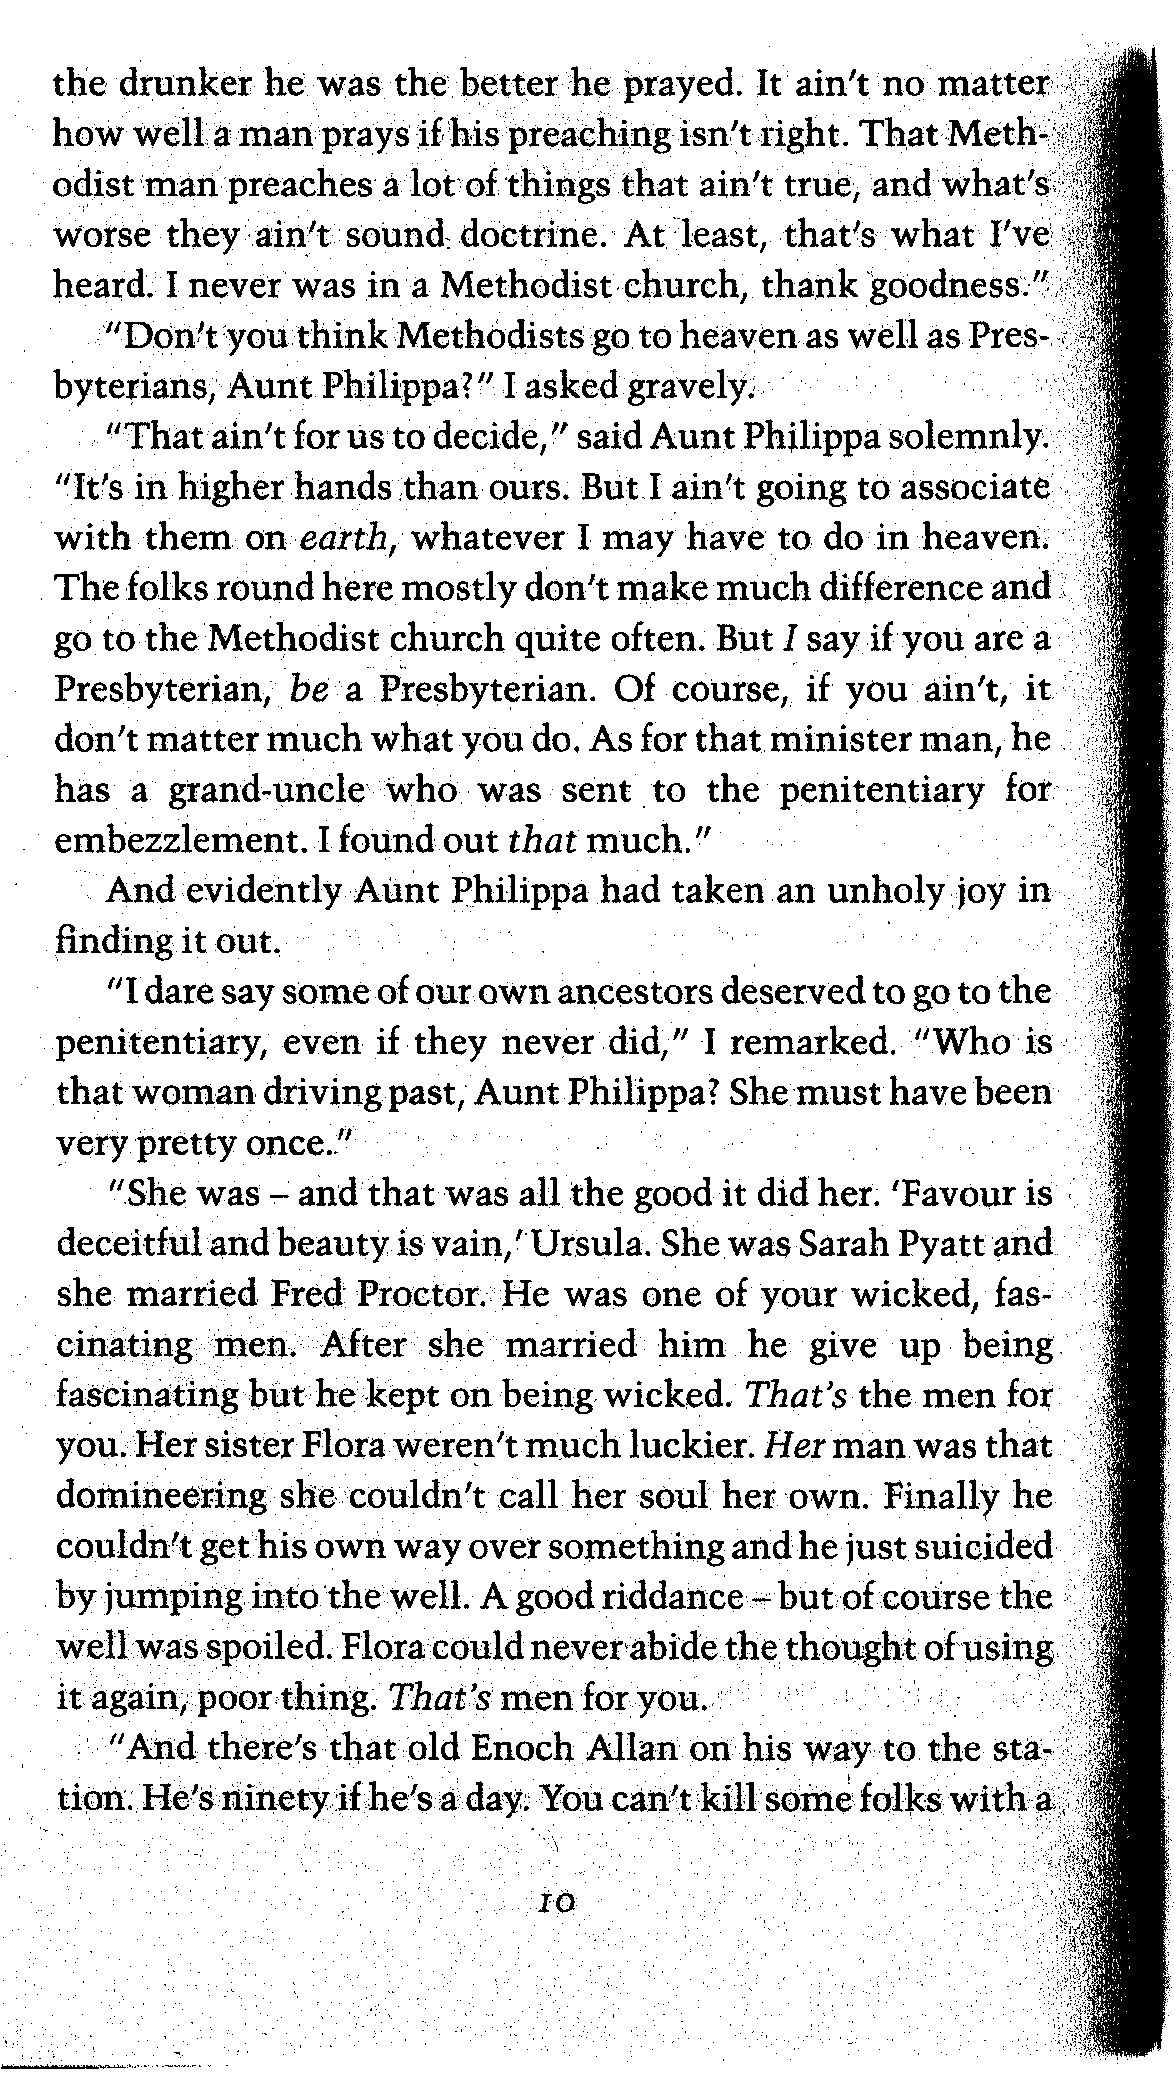 the drunker he was the better he prayed. It ain't no matter
how well a man prays if his preaching isn't right. That Meth-
odist man preaches a lot of things that ain't true, and what's
worse they ain't sound doctrine. At least, that's what I've
heard. I never was in a Methodist church, thank goodness."
"Don't you think Methodists go to heaven as well as Pres-
byterians, Aunt Philippa?" I asked gravely.
"That ain't for us to decide," said Aunt Philippa solemnly.
"It's in higher hands than ours. But I ain't going to associate
with them on earth, whatever I may have to do in heaven.
The folks round here mostly don't make much difference and
go to the Methodist church quite often. But I say if you are a
Presbyterian, be a Presbyterian. Of course, if you ain't, it
don't matter much what you do. As for that minister man, he
has a grand-uncle who was sent to the penitentiary for
embezzlement. I found out that much."
And evidently Aunt Philippa had taken an unholy joy in
finding it out.
"I dare say some of our own ancestors deserved to go to the
penitentiary, even if they never did," I remarked. "Who is
that woman driving past, Aunt Philippa? She must have been
very pretty once."
"She was – and that was all the good it did her. 'Favour is
deceitful and beauty is vain,' Ursula. She was Sarah Pyatt and
she married Fred Proctor. He was one of your wicked, fas-
cinating men. After she married him he give up being
fascinating but he kept on being wicked. That's the men for
you. Her sister Flora weren't much luckier. Her man was that
domineering she couldn't call her soul her own. Finally he
couldn't get his own way over something and he just suicided
by jumping into the well. A good riddance – but of course the
well was spoiled. Flora could never abide the thought of using
it again, poor thing. That's men for you.
"And there's that old Enoch Allan on his way to the sta-
tion. He's ninety if he's a day. You can't kill some folks with a
10